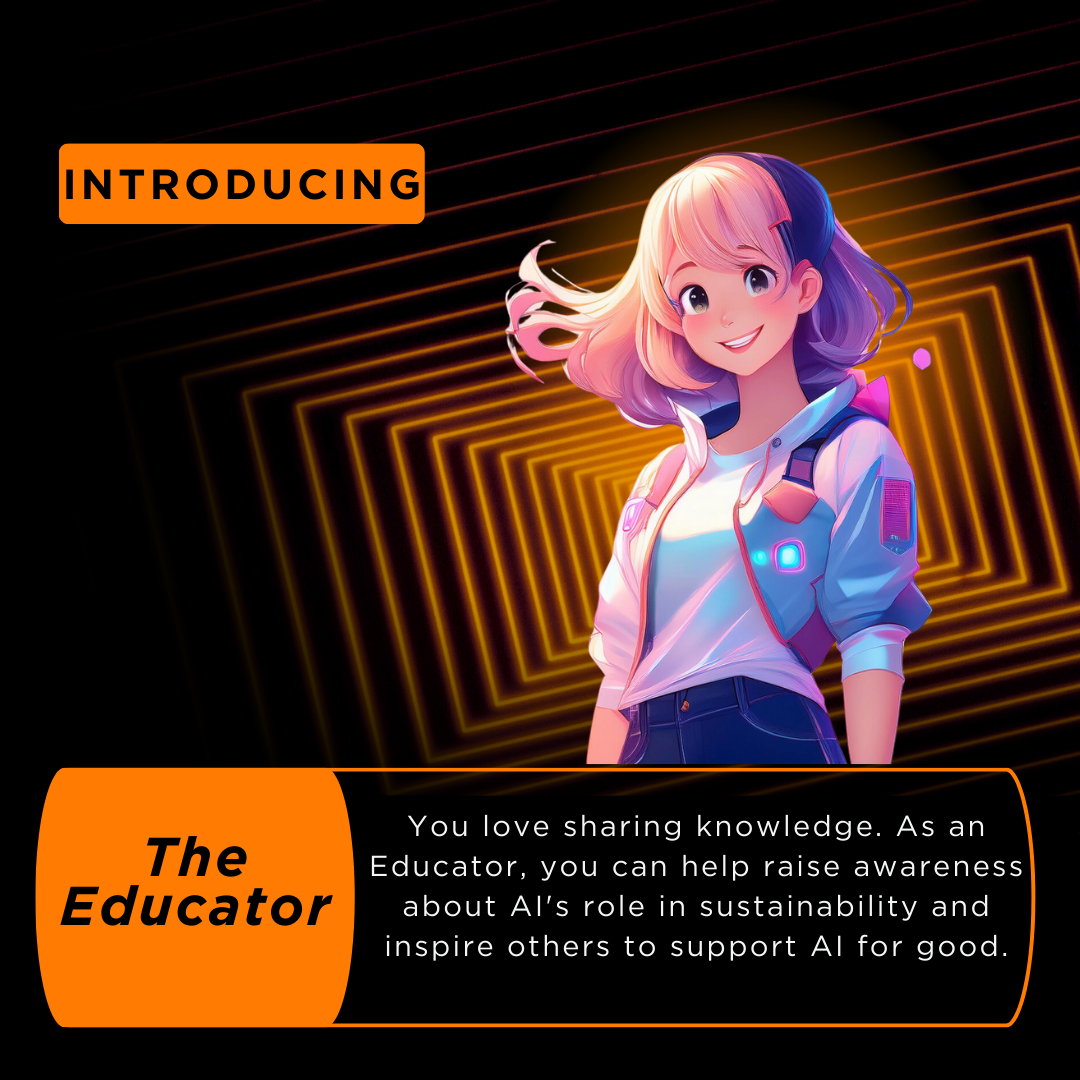 INTRODUCING
The
Educator
You love sharing knowledge. As an
Educator, you can help raise awareness
about AI's role in sustainability and
inspire others to support AI for good.